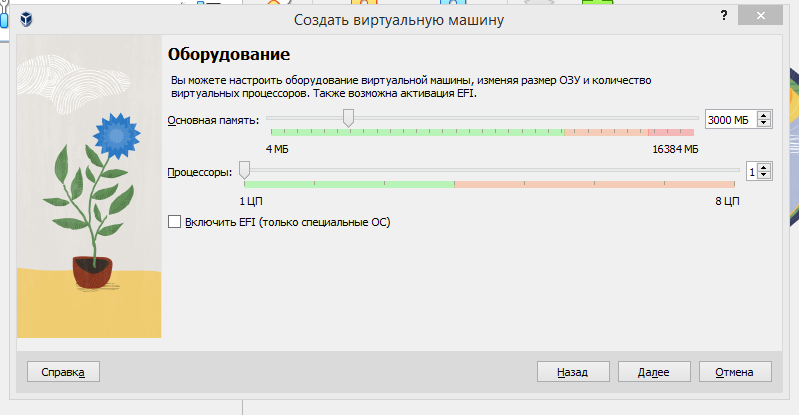 Создать виртуальную машину
Оборудование
Вы можете настроить оборудование виртуальной машины, изменяя размер ОЗУ и количество
виртуальных процессоров. Также возможна активация EFI.
Основная память:
3000 МБ
4 МБ
16384 МБ
Процессоры:
1
1 ЦП
8 ЦП
Включить EFI (только специальные ОС)
Справка
Назад
Далее
Отмена